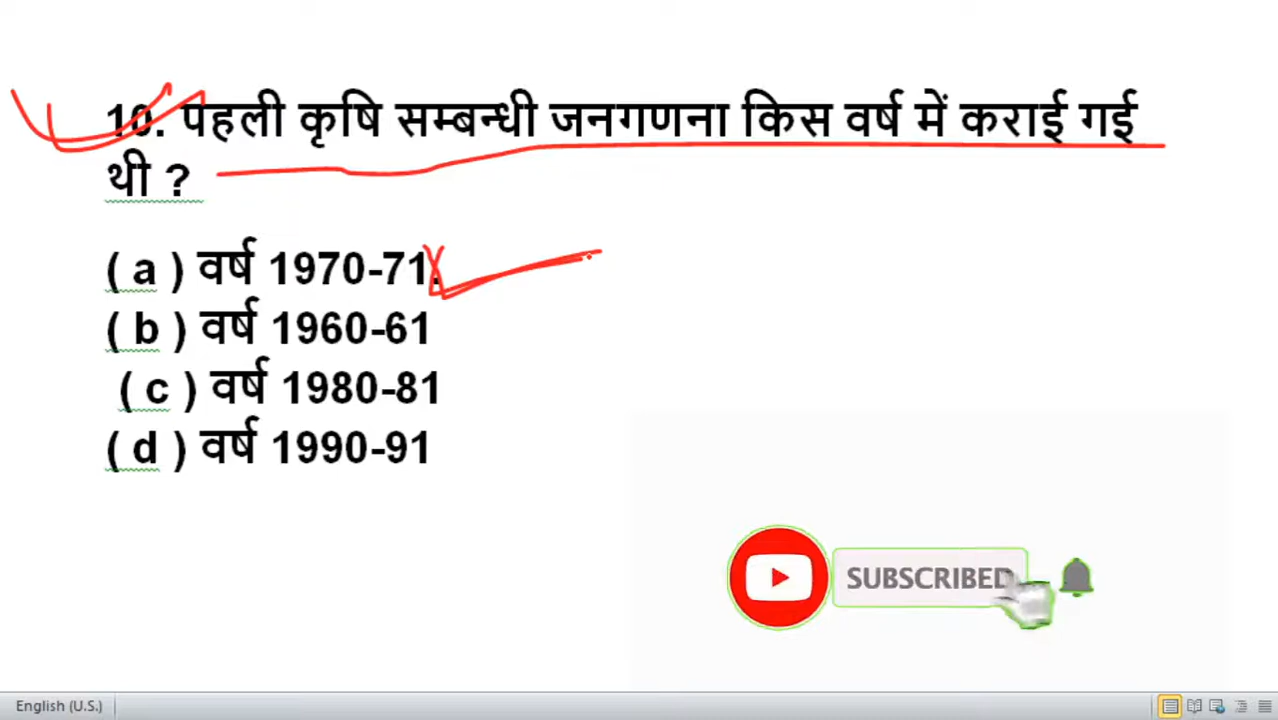 10. पहली कृषि सम्बन्धी जनगणना किस वर्ष में कराई गई
थी ?
( a ) वर्ष 1970-71.
( b ) वर्ष 1960-61
( c ) वर्ष 1980-81
( d ) वर्ष 1990-91
SUBSCRIBED
English (U.S.)